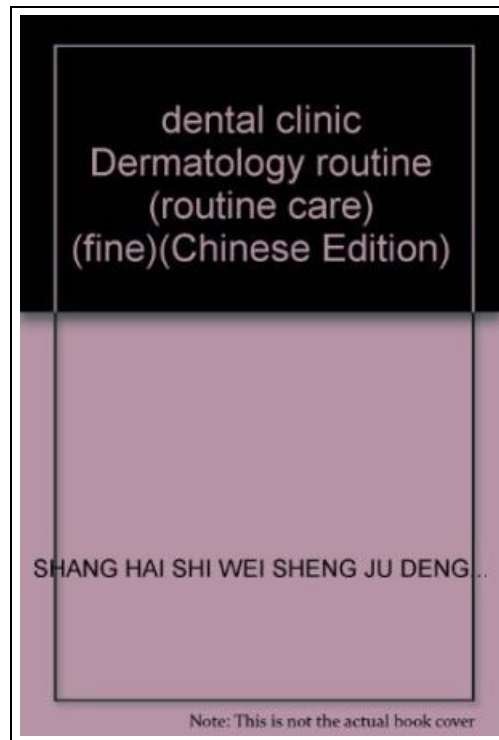 dental clinic
Dermatology routine
(routine care)
(fine)(Chinese Edition)
SHANG HAI SHI WEI SHENG JU DENG...
Note: This is not the actual book cover